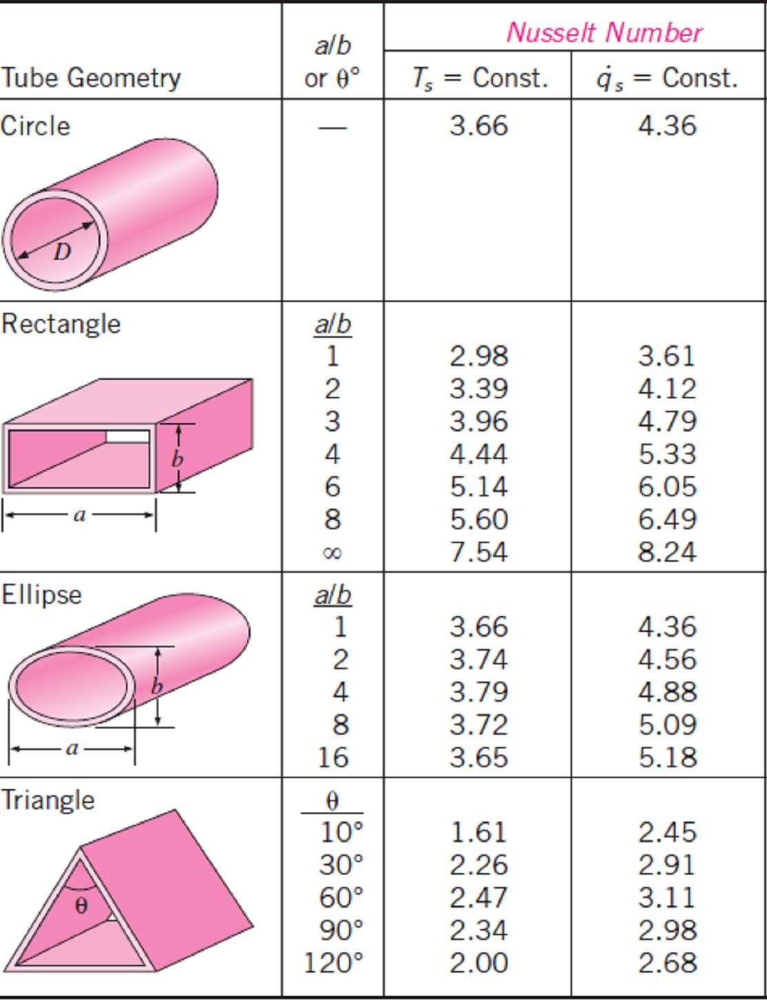 Nusselt Number
Tube Geometry a/b or θ° Tₛ = Const. q̇ₛ = Const.
Circle — 3.66 4.36
D
Rectangle a/b
1 2.98 3.61
2 3.39 4.12
3 3.96 4.79
4 4.44 5.33
6 5.14 6.05
8 5.60 6.49
∞ 7.54 8.24
b
a
Ellipse a/b
1 3.66 4.36
2 3.74 4.56
4 3.79 4.88
8 3.72 5.09
16 3.65 5.18
b
a
Triangle θ
10° 1.61 2.45
30° 2.26 2.91
60° 2.47 3.11
90° 2.34 2.98
120° 2.00 2.68
θ